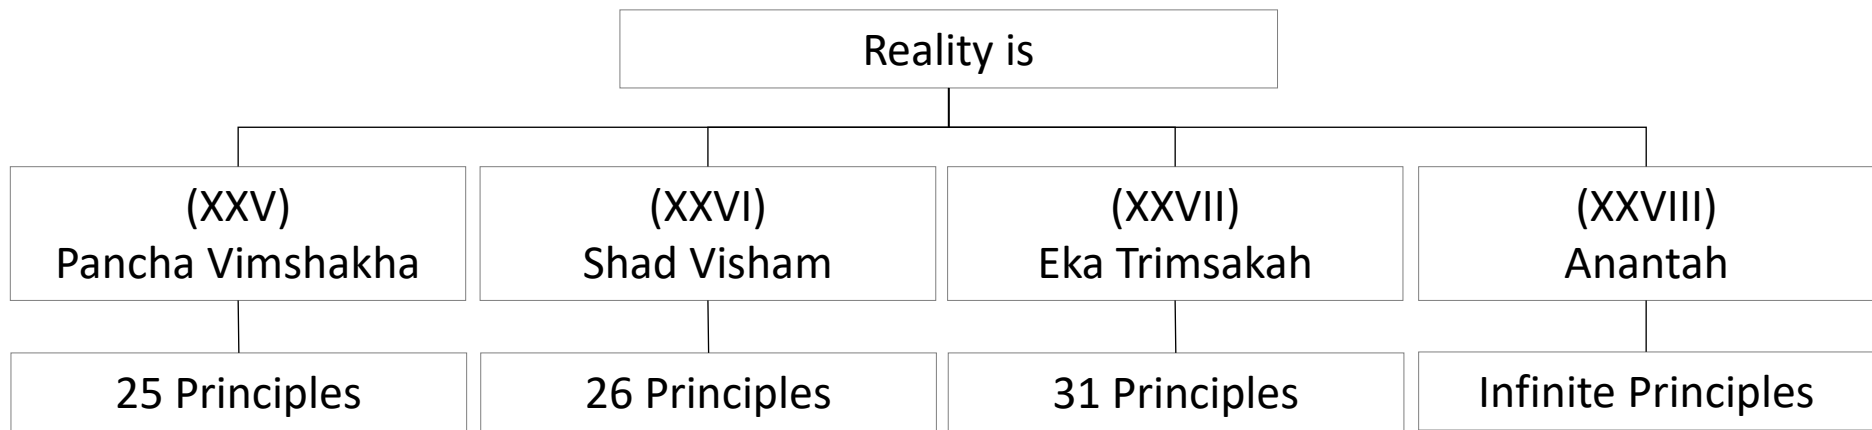 Reality is
(XXV)
Pancha Vimshakha
(XXVI)
Shad Visham
(XXVII)
Eka Trimsakah
(XXVIII)
Anantah
25 Principles
26 Principles
31 Principles
Infinite Principles